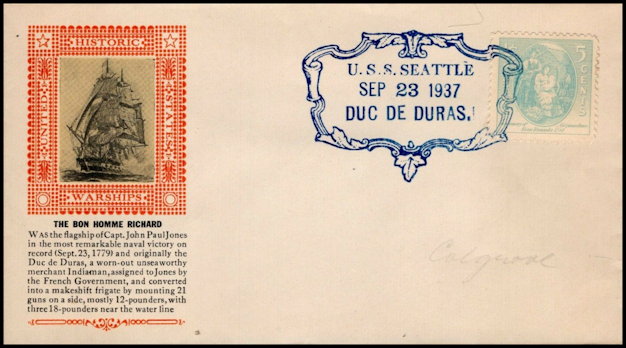 HISTORIC
UNITED
STATES
WARSHIPS
THE BON HOMME RICHARD
WAS the flagship of Capt. John Paul Jones
in the most remarkable naval victory on
record (Sept. 23, 1779) and originally the
Duc de Duras, a worn-out unseaworthy
merchant Indiaman, assigned to Jones by
the French Government, and converted
into a makeshift frigate by mounting 21
guns on a side, mostly 12-pounders, with
three 18-pounders near the water line
U.S.S. SEATTLE
SEP 23 1937
DUC DE DURAS,
5 CENTS
Colgrove